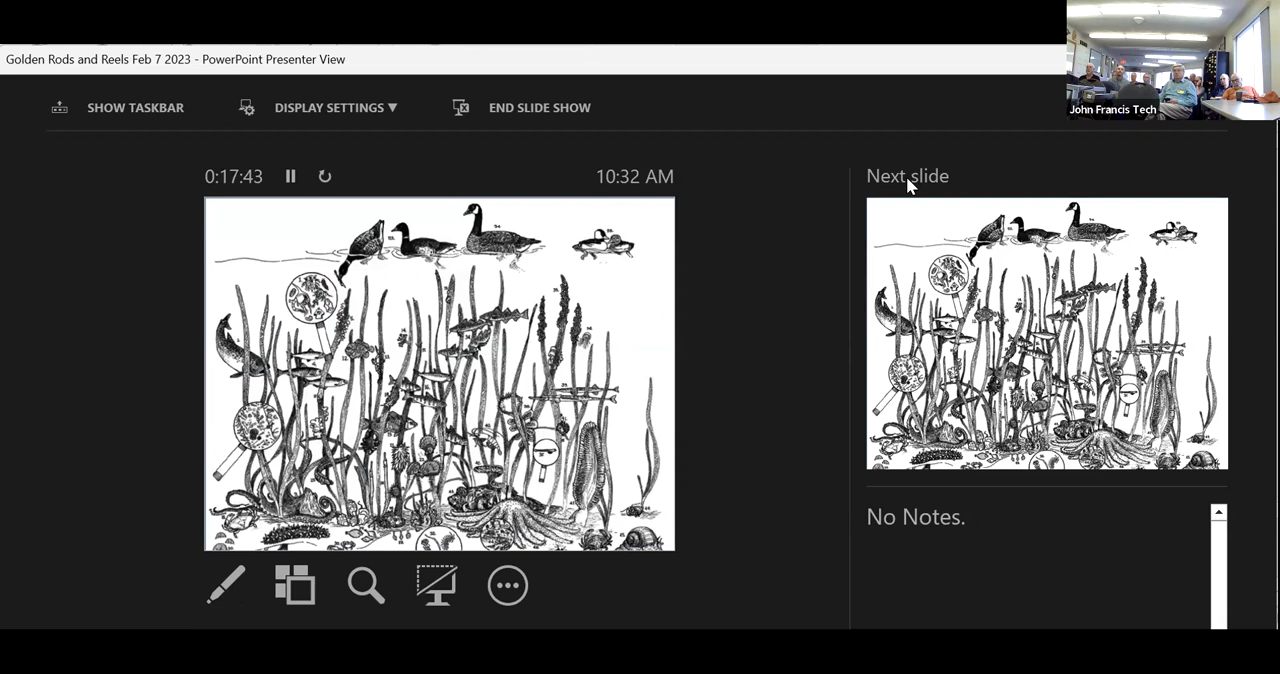 Golden Rods and Reels Feb 7 2023 - PowerPoint Presenter View
John Francis Tech
SHOW TASKBAR
DISPLAY SETTINGS ▼
END SLIDE SHOW
0:17:43
10:32 AM
Next slide
No Notes.